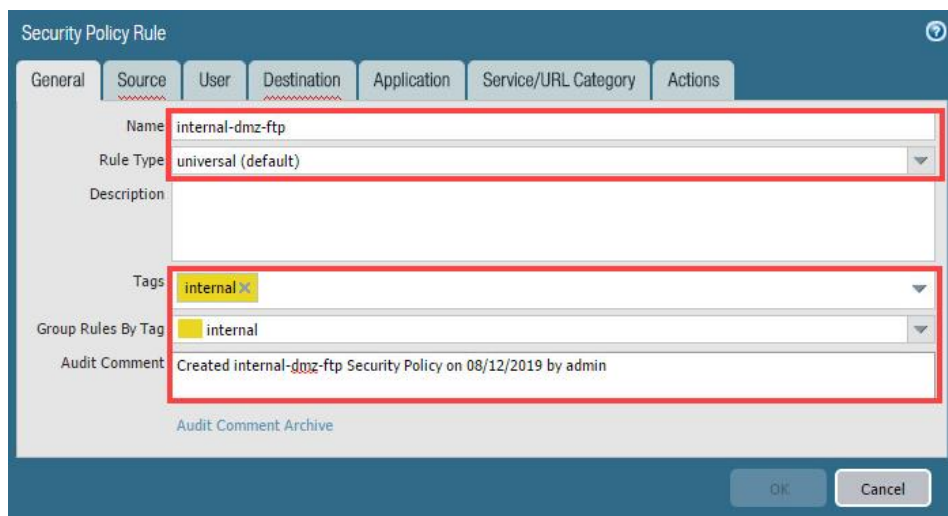 Security Policy Rule
General Source User Destination Application Service/URL Category Actions
Name internal-dmz-ftp
Rule Type universal (default)
Description
Tags internal
Group Rules By Tag internal
Audit Comment Created internal-dmz-ftp Security Policy on 08/12/2019 by admin
Audit Comment Archive
OK Cancel